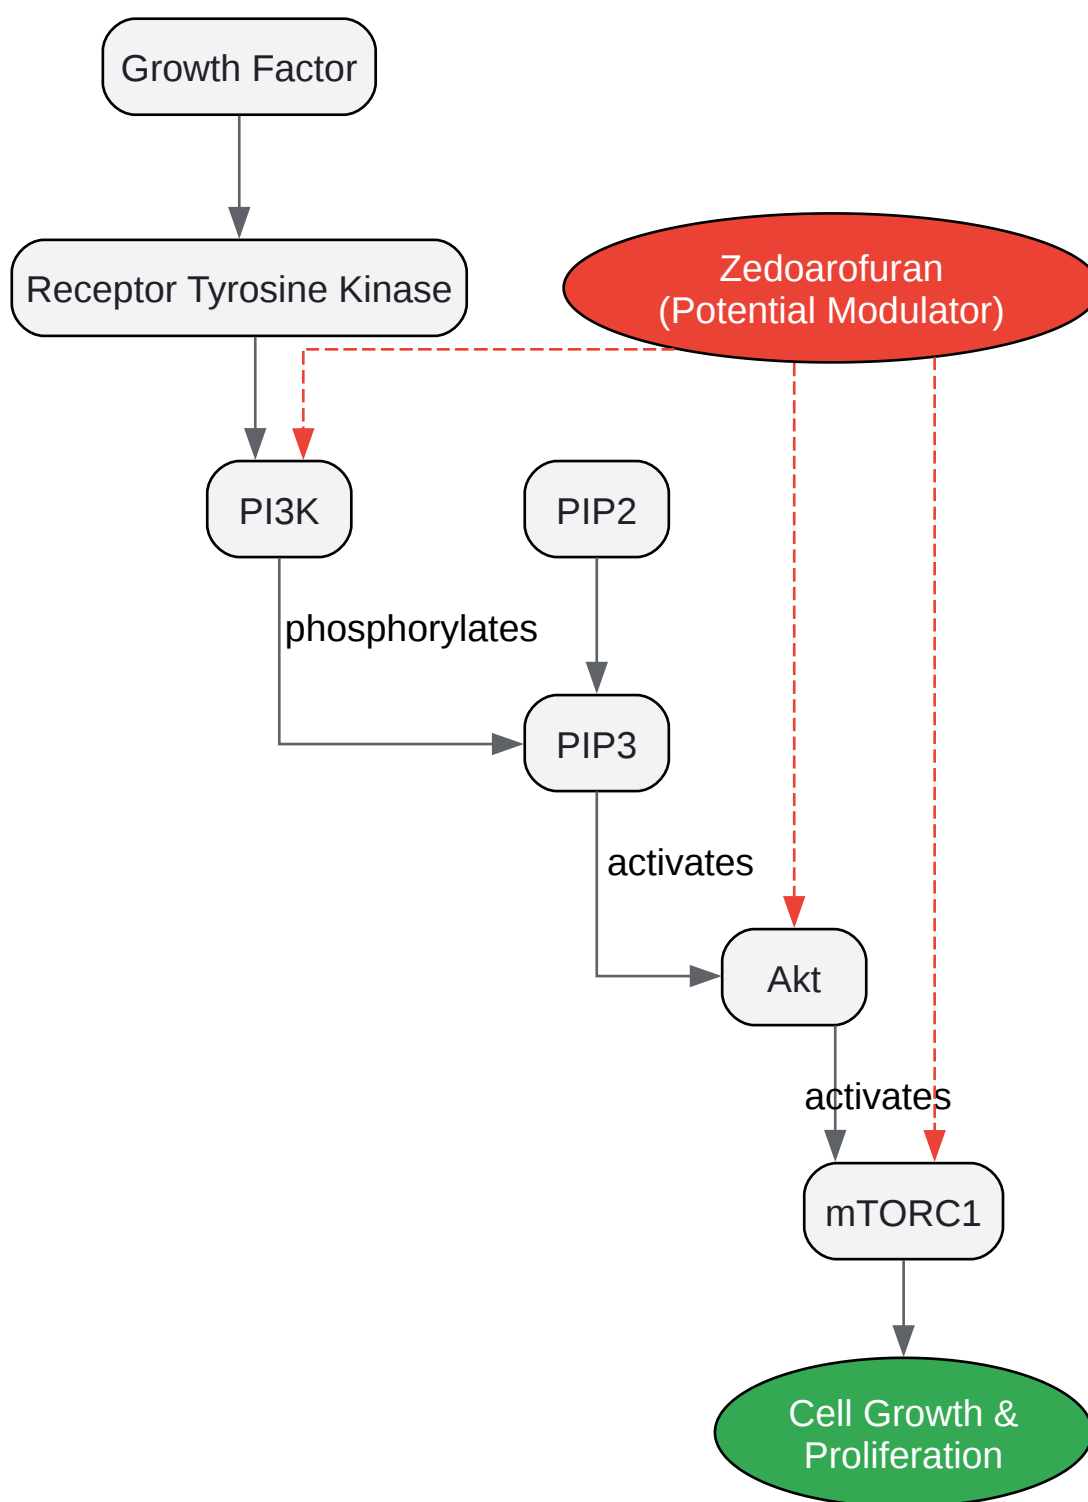 Growth Factor
Receptor Tyrosine Kinase
Zedoarofuran
(Potential Modulator)
PI3K
PIP2
phosphorylates
PIP3
activates
Akt
activates
mTORC1
Cell Growth &
Proliferation